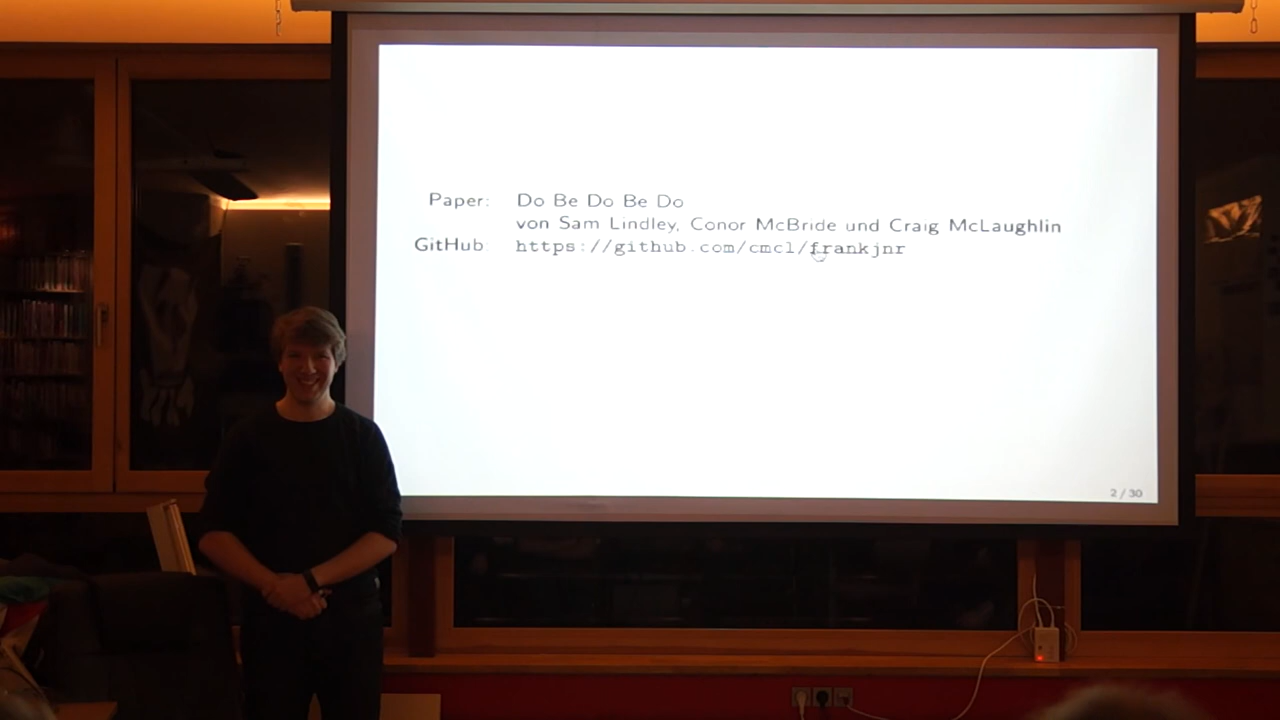 Paper: Do Be Do Be Do
von Sam Lindley, Conor McBride und Craig McLaughlin
GitHub https://github.com/cmcl/frankjnr
2 / 30